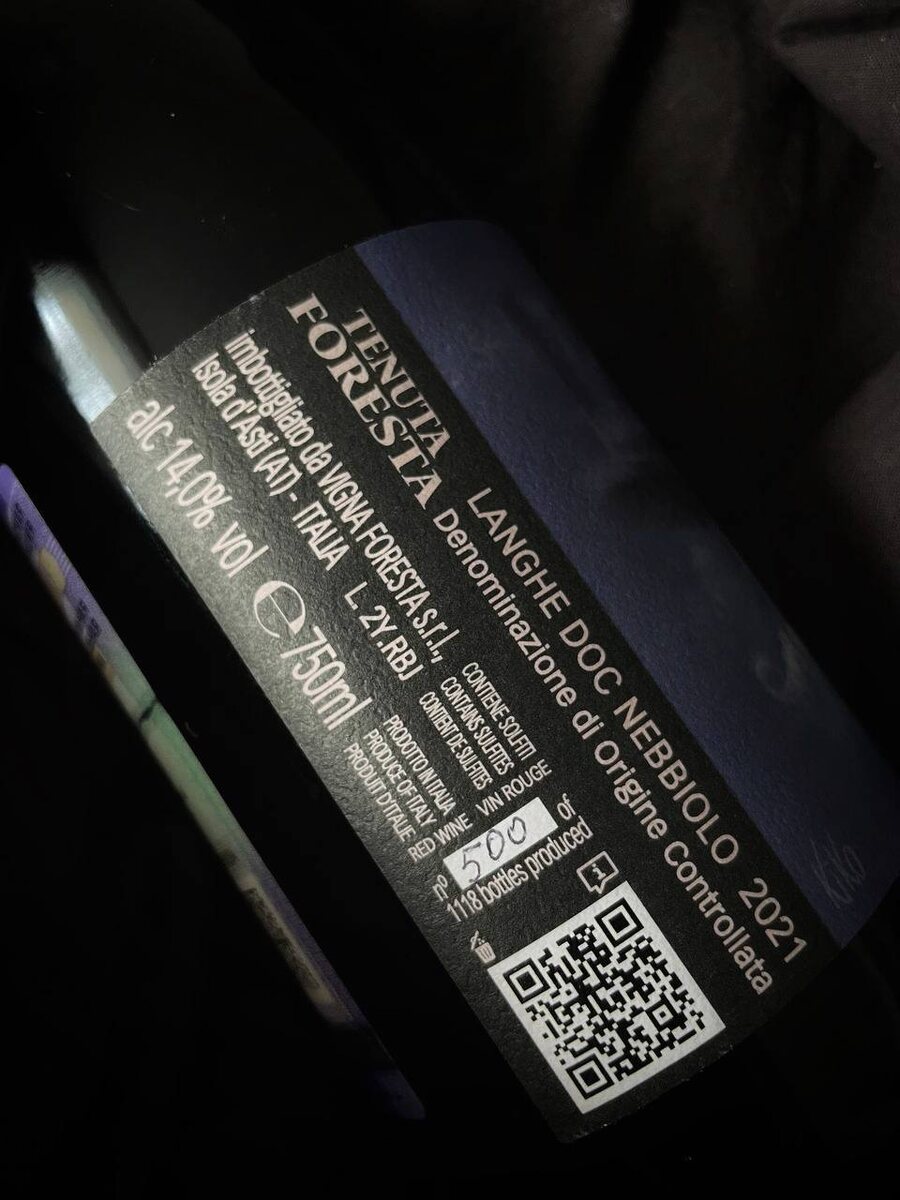 TENUTA
FORESTA
LANGHE DOC NEBBIOLO 2021
Denominazione di Origine Controllata
imbottigliato da VIGNA FORESTA s.r.l.,
Isola d'Asti (AT) - ITALIA
L. 2Y.RBJ
alc 14,0% vol
e 750ml
CONTIENE SOLFITI
CONTAINS SULFITES
CONTIENT DE SULFITES
PRODOTTO IN ITALIA
PRODUCE OF ITALY
PRODUIT D'ITALIE
RED WINE VIN ROUGE
n° 500 of
1118 bottles produced
i